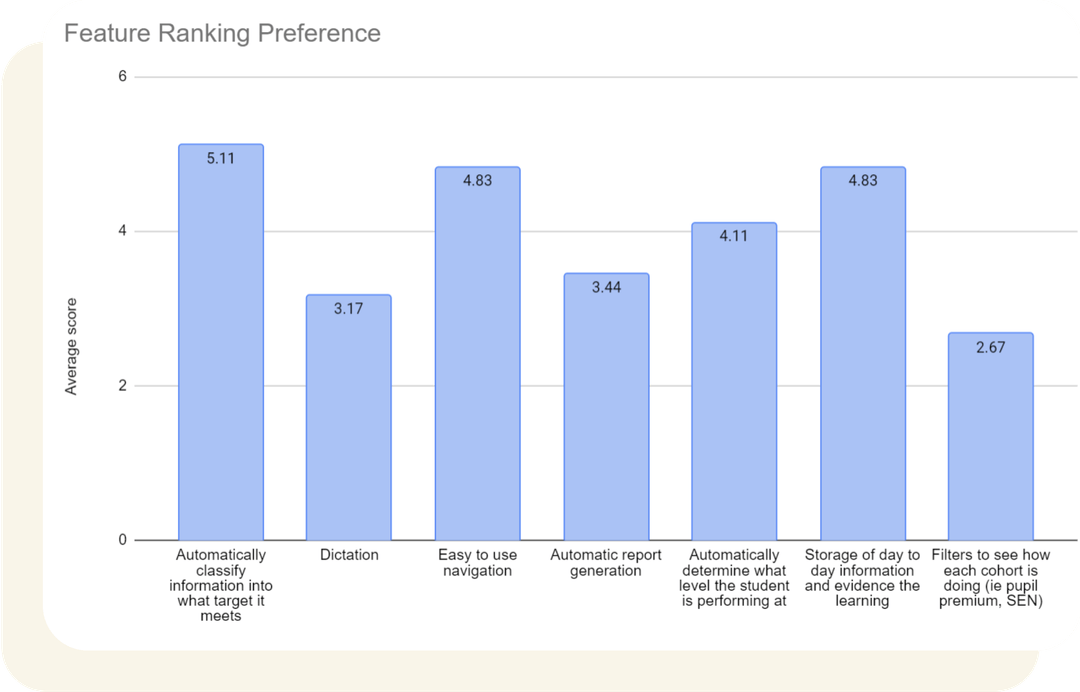 Feature Ranking Preference
6
4
2
0
Average score
5.11
3.17
4.83
3.44
4.11
4.83
2.67
Automatically
classify
information into
what target it
meets
Dictation
Easy to use
navigation
Automatic report
generation
Automatically
determine what
level the student
is performing at
Storage of day to
day information
and evidence the
learning
Filters to see how
each cohort is
doing (ie pupil
premium, SEN)